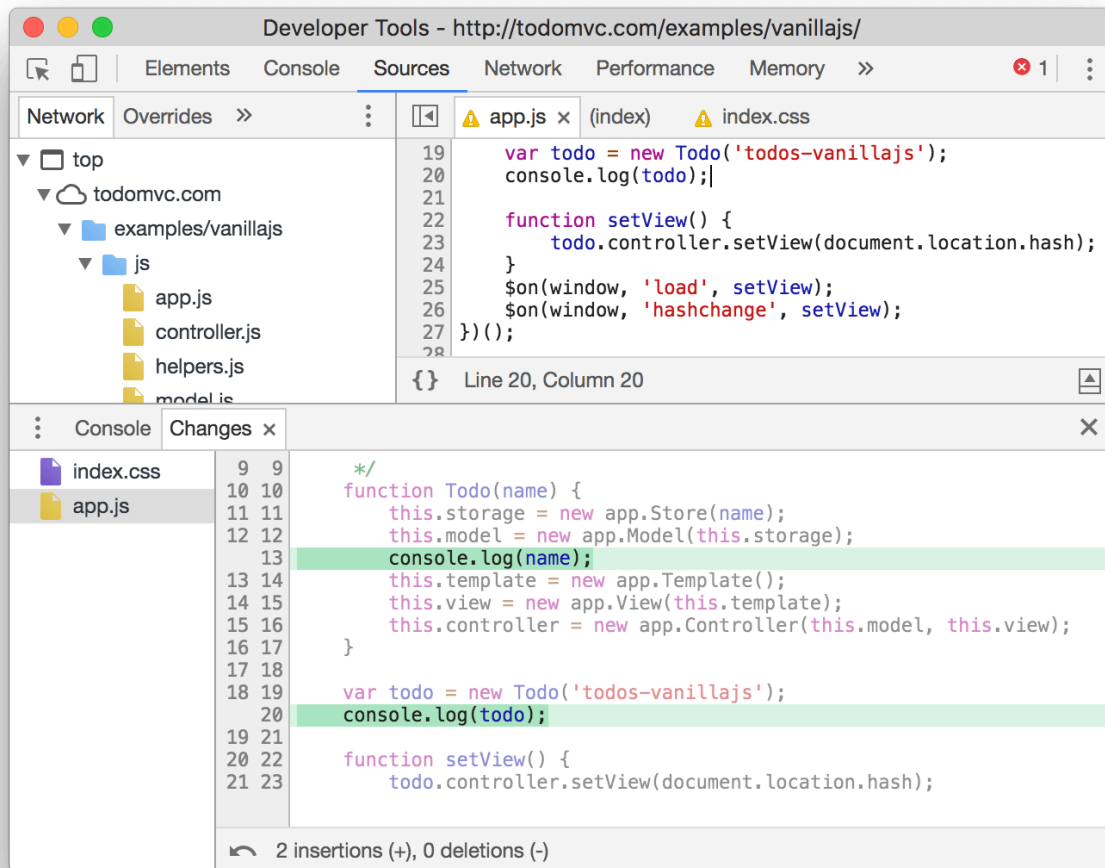 Developer Tools - http://todomvc.com/examples/vanillajs/
Elements Console Sources Network Performance Memory » 1
Network Overrides »
app.js × (index) index.css
top
todomvc.com
examples/vanillajs
js
app.js
controller.js
helpers.js
model.js
19 var todo = new Todo('todos-vanillajs');
20 console.log(todo);
21
22 function setView() {
23 todo.controller.setView(document.location.hash);
24 }
25 $on(window, 'load', setView);
26 $on(window, 'hashchange', setView);
27 })();
28
{} Line 20, Column 20
Console Changes ×
index.css
app.js
9 9 */
10 10 function Todo(name) {
11 11 this.storage = new app.Store(name);
12 12 this.model = new app.Model(this.storage);
13 console.log(name);
13 14 this.template = new app.Template();
14 15 this.view = new app.View(this.template);
15 16 this.controller = new app.Controller(this.model, this.view);
16 17 }
17 18
18 19 var todo = new Todo('todos-vanillajs');
20 console.log(todo);
19 21
20 22 function setView() {
21 23 todo.controller.setView(document.location.hash);
2 insertions (+), 0 deletions (-)